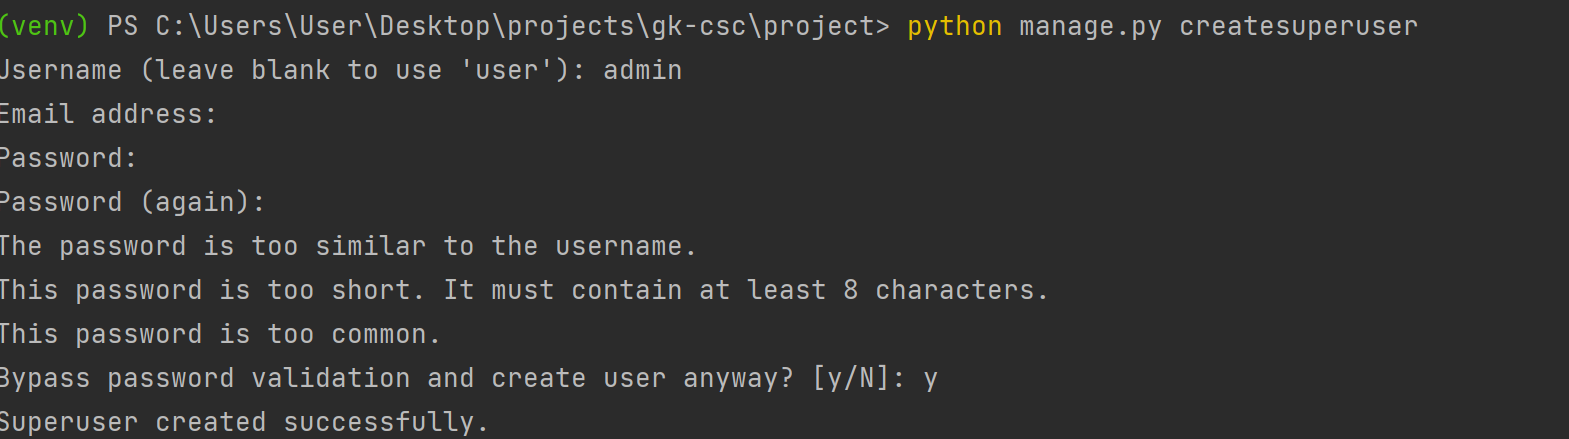 (venv) PS C:\Users\User\Desktop\projects\gk-csc\project> python manage.py createsuperuser
Username (leave blank to use 'user'): admin
Email address:
Password:
Password (again):
The password is too similar to the username.
This password is too short. It must contain at least 8 characters.
This password is too common.
Bypass password validation and create user anyway? [y/N]: y
Superuser created successfully.